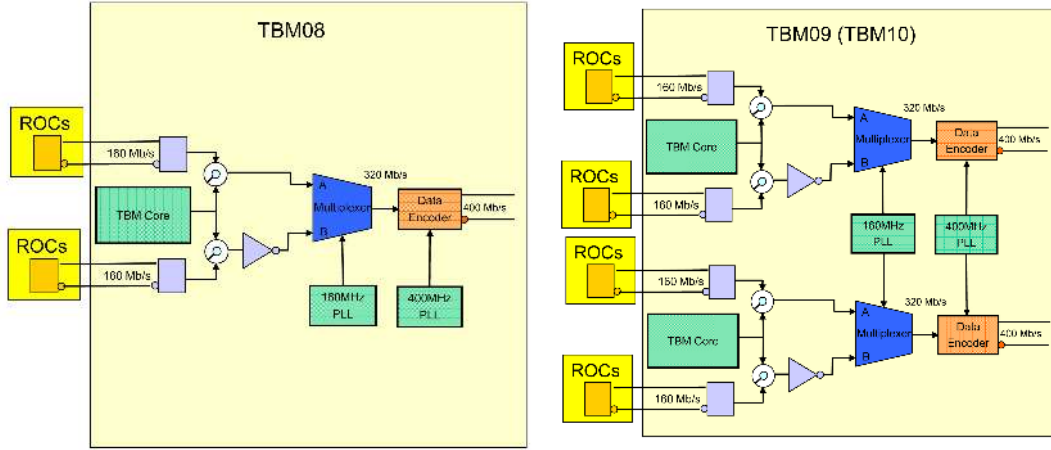 TBM08
ROCs
160 Mb/s
TBM Core
ROCs
160 Mb/s
A
B
Multiplexer
320 Mb/s
Data
Encoder
400 Mb/s
160MHz
PLL
400MHz
PLL
TBM09 (TBM10)
ROCs
160 Mb/s
TBM Core
ROCs
160 Mb/s
A
B
Multiplexer
320 Mb/s
Data
Encoder
400 Mb/s
160MHz
PLL
400MHz
PLL
ROCs
160 Mb/s
TBM Core
ROCs
160 Mb/s
A
B
Multiplexer
320 Mb/s
Data
Encoder
400 Mb/s